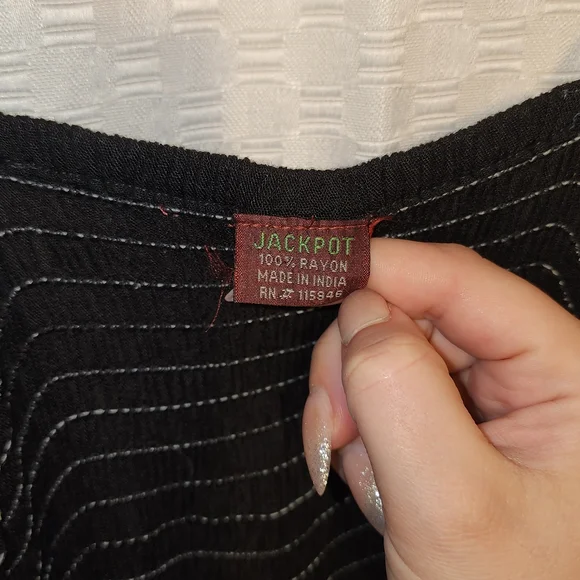 JACKPOT
100% RAYON
MADE IN INDIA
RN # 115946